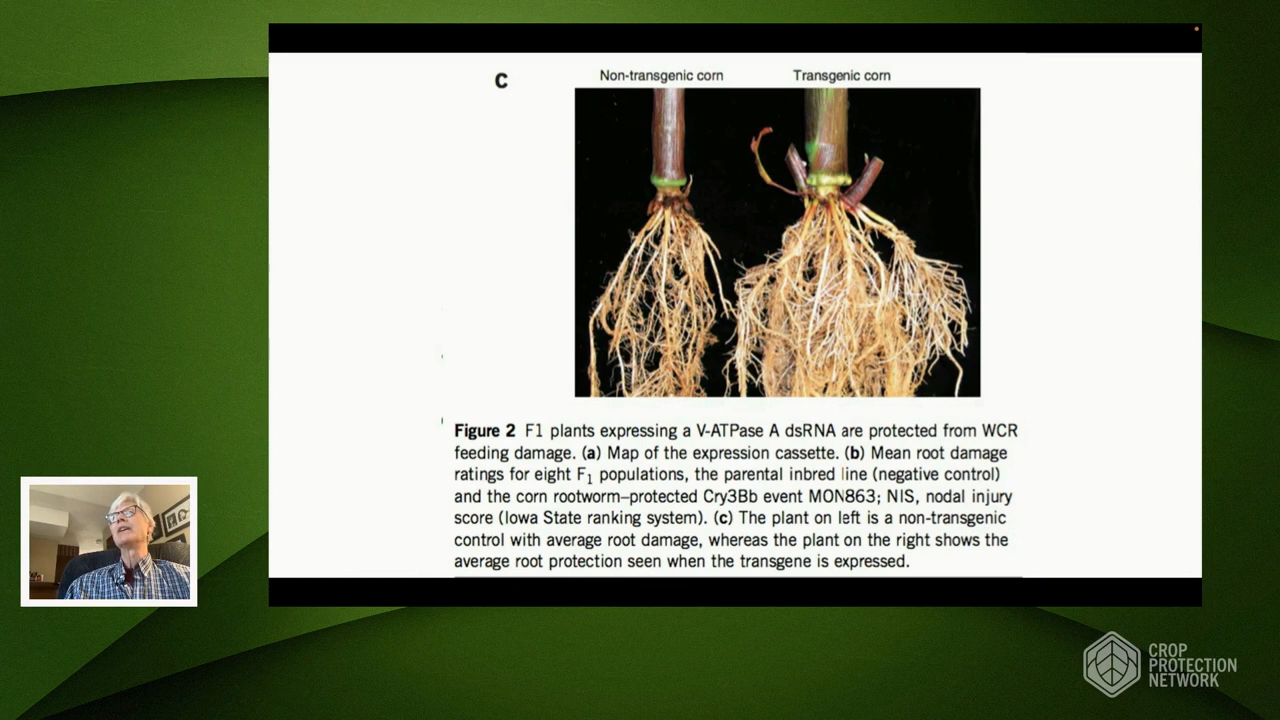 C
Non-transgenic corn Transgenic corn
Figure 2 F1 plants expressing a V-ATPase A dsRNA are protected from WCR
feeding damage. (a) Map of the expression cassette. (b) Mean root damage
ratings for eight F1 populations, the parental inbred line (negative control)
and the corn rootworm–protected Cry3Bb event MON863; NIS, nodal injury
score (Iowa State ranking system). (c) The plant on left is a non-transgenic
control with average root damage, whereas the plant on the right shows the
average root protection seen when the transgene is expressed.
CROP
PROTECTION
NETWORK